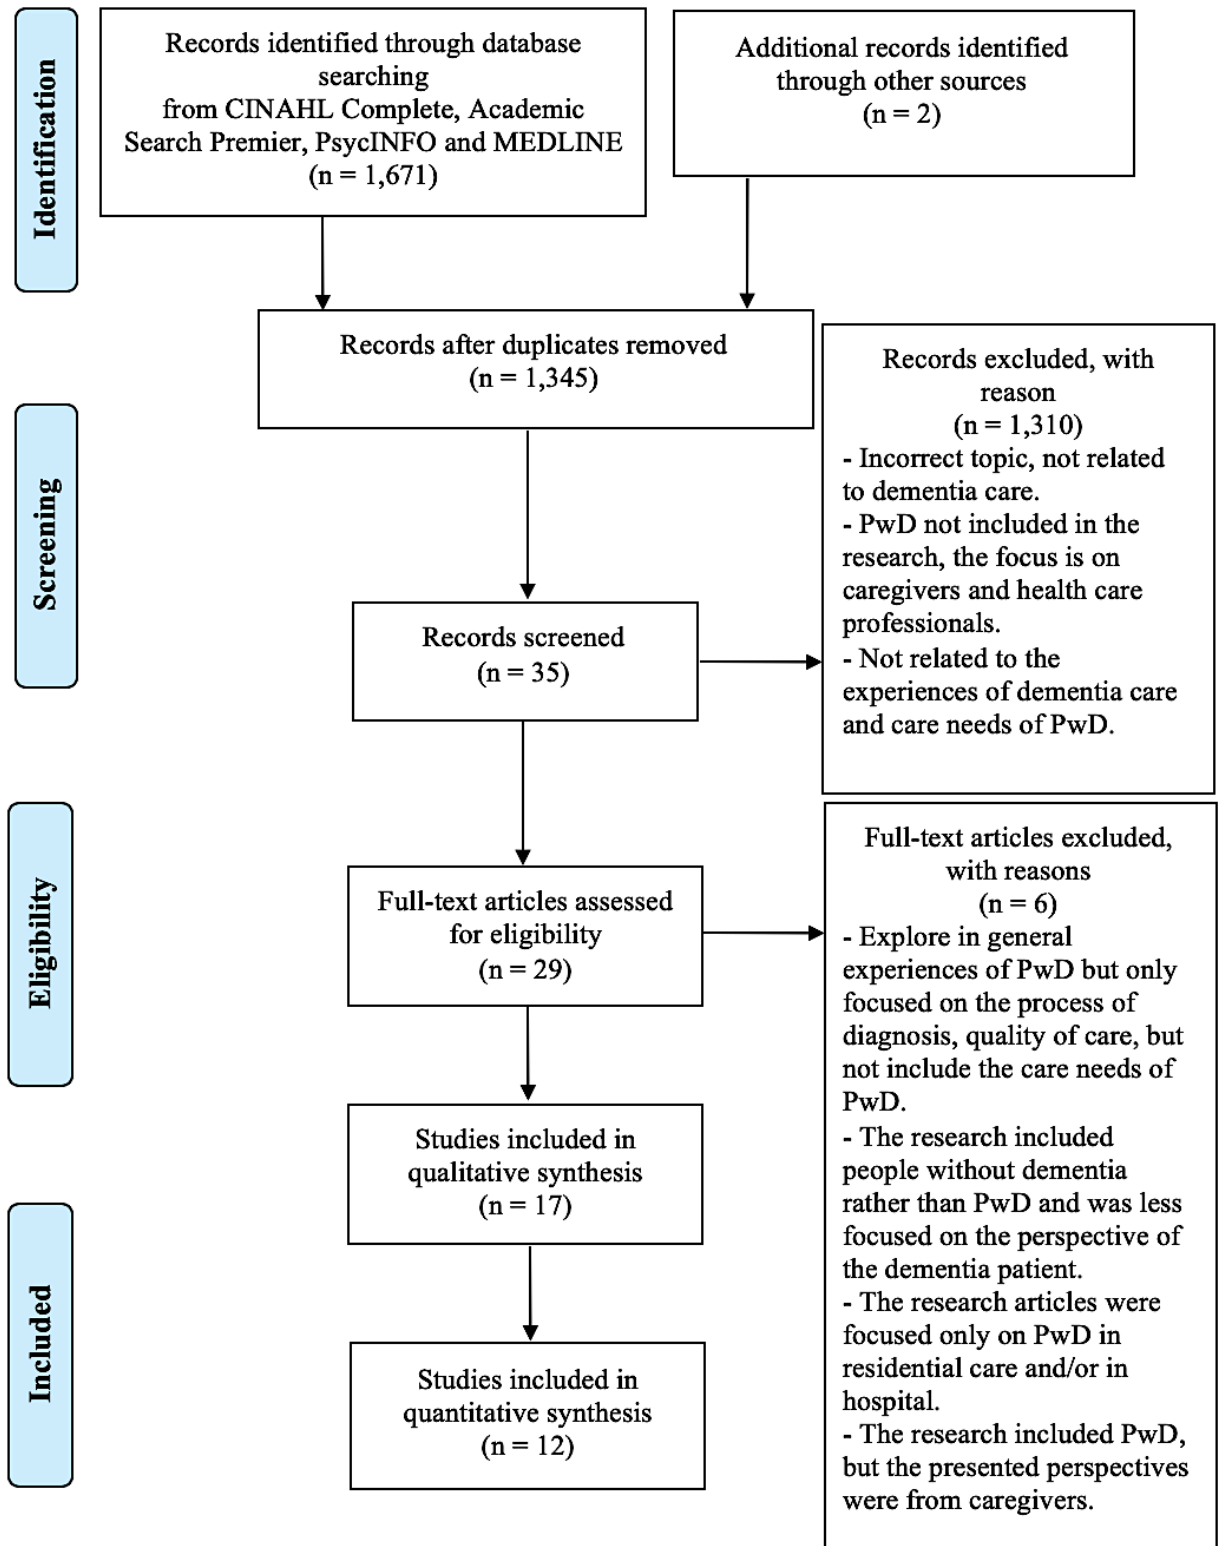 Identification
Records identified through database
searching
from CINAHL Complete, Academic
Search Premier, PsycINFO and MEDLINE
(n = 1,671)
Additional records identified
through other sources
(n = 2)
Records after duplicates removed
(n = 1,345)
Screening
Records excluded, with
reason
(n = 1,310)
- Incorrect topic, not related
to dementia care.
- PwD not included in the
research, the focus is on
caregivers and health care
professionals.
- Not related to the
experiences of dementia care
and care needs of PwD.
Records screened
(n = 35)
Eligibility
Full-text articles assessed
for eligibility
(n = 29)
Full-text articles excluded,
with reasons
(n = 6)
- Explore in general
experiences of PwD but only
focused on the process of
diagnosis, quality of care, but
not include the care needs of
PwD.
- The research included
people without dementia
rather than PwD and was less
focused on the perspective of
the dementia patient.
- The research articles were
focused only on PwD in
residential care and/or in
hospital.
- The research included PwD,
but the presented perspectives
were from caregivers.
Studies included in
qualitative synthesis
(n = 17)
Included
Studies included in
quantitative synthesis
(n = 12)